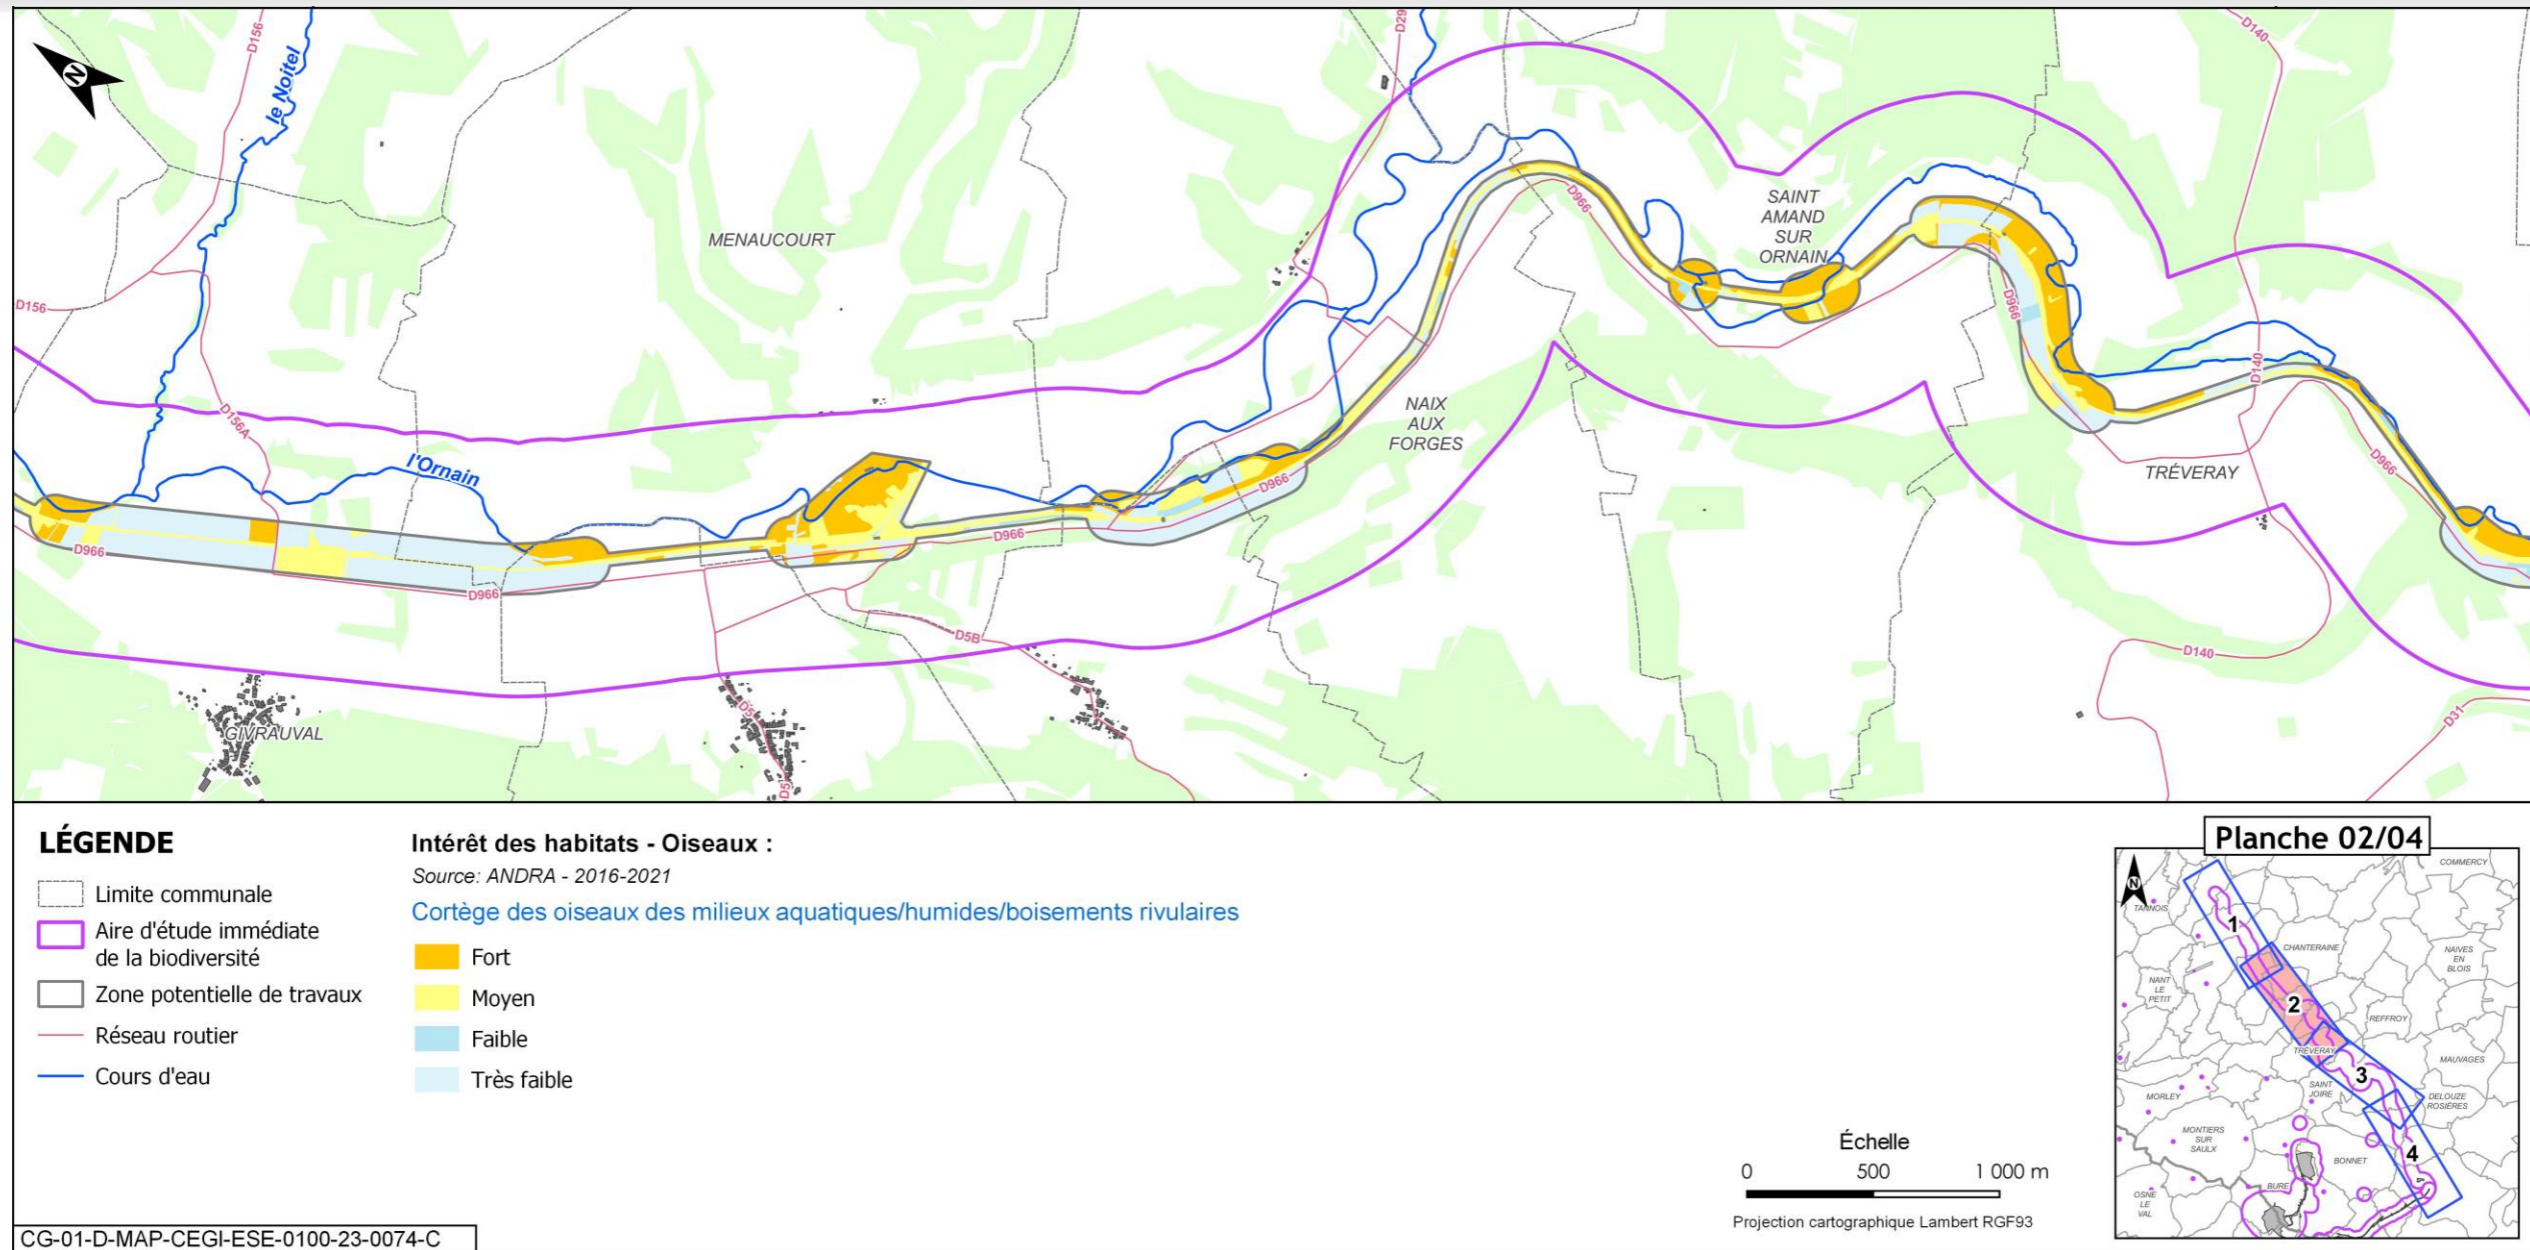 D156
le Noitel
D29
D140
N
SAINT
AMAND
SUR
ORNAIN
MENAUCOURT
D966
D156
D966
D140
D156A
NAIX
AUX
FORGES
D966
l'Ornain
TRÉVERAY
D966
D966
D966
D966
D5B
D140
D5
GIVRAUVAL
D31
D5
LÉGENDE
Limite communale
Aire d'étude immédiate
de la biodiversité
Zone potentielle de travaux
Réseau routier
Cours d'eau
Intérêt des habitats - Oiseaux :
Source: ANDRA - 2016-2021
Cortège des oiseaux des milieux aquatiques/humides/boisements rivulaires
Fort
Moyen
Faible
Très faible
Échelle
0 500 1 000 m
Projection cartographique Lambert RGF93
Planche 02/04
N
COMMERCY
TANNOIS
1
CHANTERAINE
NAIVES
EN
BLOIS
NANT
LE
PETIT
2
REFFROY
TRÉVERAY
MAUVAGES
3
SAINT
JOIRE
MORLEY
DELOUZE
ROSIÈRES
MONTIERS
SUR
SAULX
4
BONNET
BURE
OSNE
LE
VAL
CG-01-D-MAP-CEGI-ESE-0100-23-0074-C